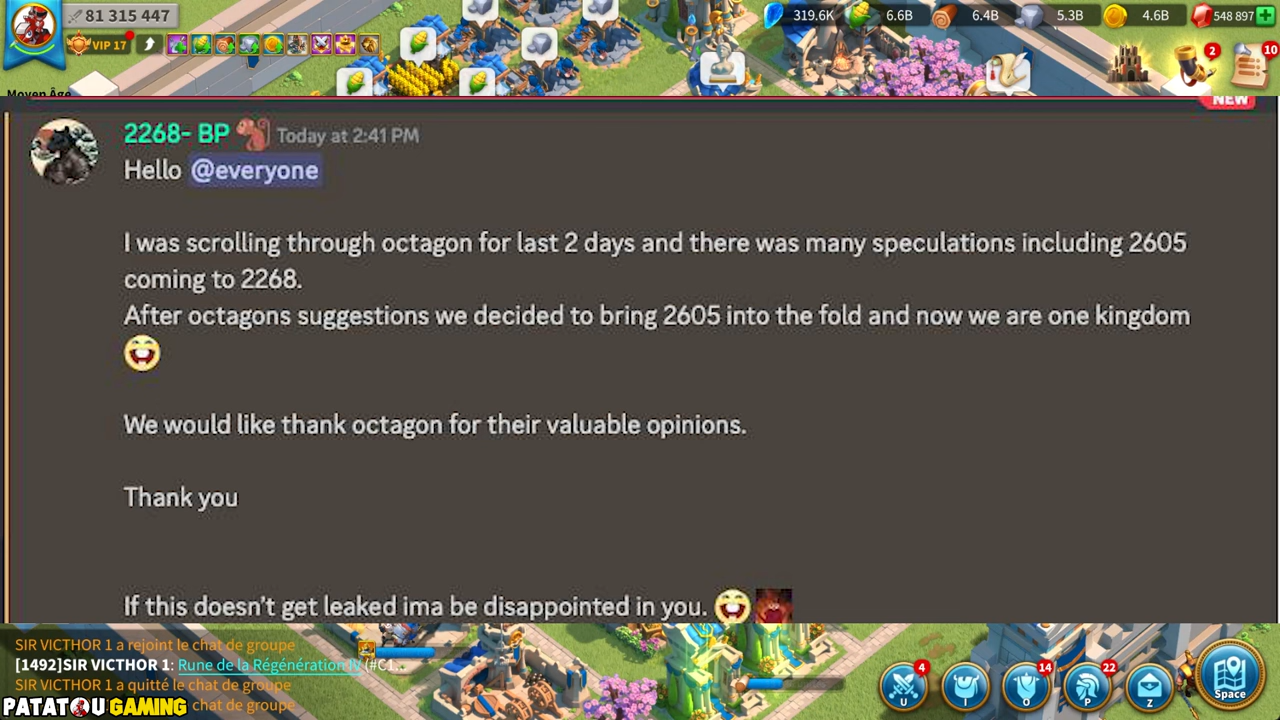 81 315 447
319.6K
6.6B
6.4B
5.3B
4.6B
548 897
VIP 17
2
10
Moyen Âge
NEW
2268- BP Today at 2:41 PM
Hello @everyone
I was scrolling through octagon for last 2 days and there was many speculations including 2605
coming to 2268.
After octagons suggestions we decided to bring 2605 into the fold and now we are one kingdom
We would like thank octagon for their valuable opinions.
Thank you
If this doesn't get leaked ima be disappointed in you.
SIR VICTHOR 1 a rejoint le chat de groupe
[1492]SIR VICTHOR 1: Rune de la Régénération IV (#C1...
SIR VICTHOR 1 a quitté le chat de groupe
PATATOU GAMING chat de groupe
4
14
22
U
I
O
P
Z
Space